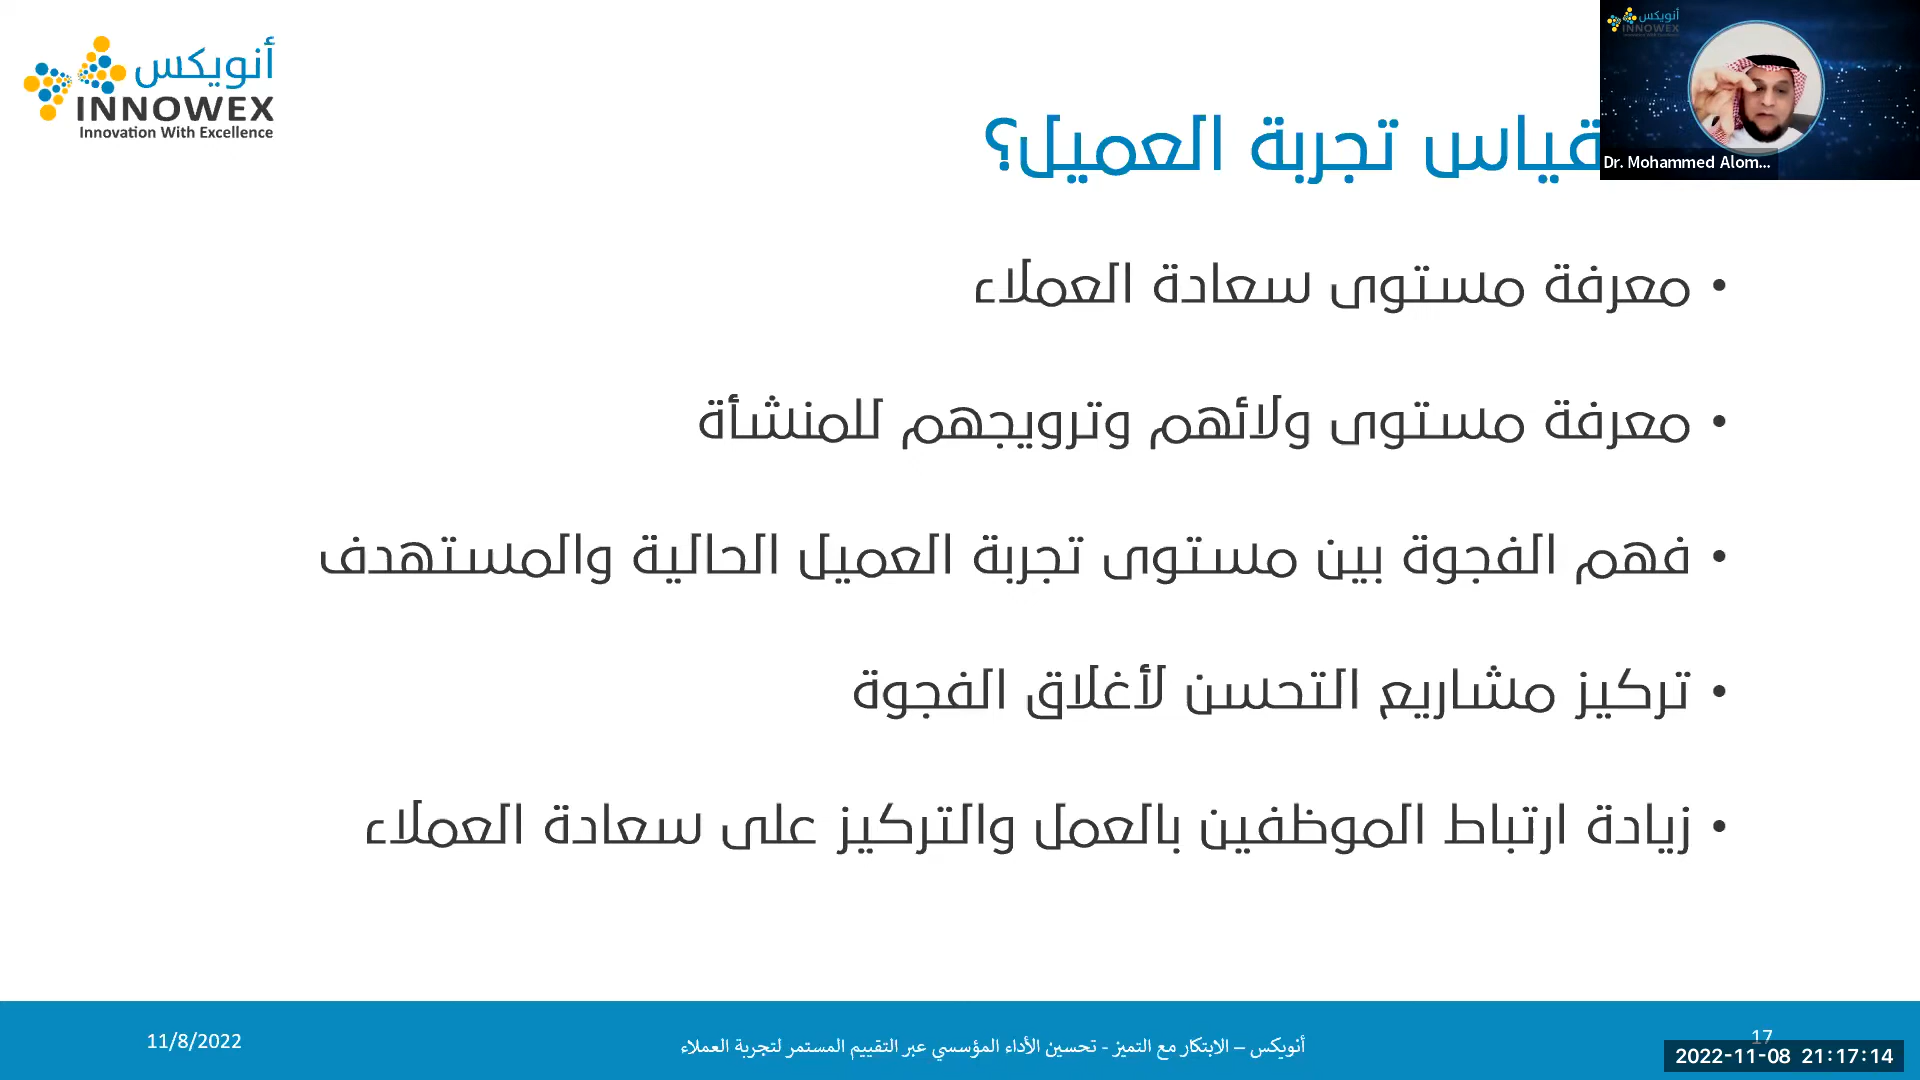 أنويكس
INNOWEX
Innovation With Excellence
أنويكس
INNOWEX
Dr. Mohammed Alom...
قياس تجربة العميل؟
• معرفة مستوى سعادة العملاء
• معرفة مستوى ولائهم وترويجهم للمنشأة
• فهم الفجوة بين مستوى تجربة العميل الحالية والمستهدف
• تركيز مشاريع التحسن لأغلاق الفجوة
• زيادة ارتباط الموظفين بالعمل والتركيز على سعادة العملاء
11/8/2022
أنويكس – الابتكار مع التميز - تحسين الأداء المؤسسي عبر التقييم المستمر لتجربة العملاء
17
2022-11-08 21:17:14